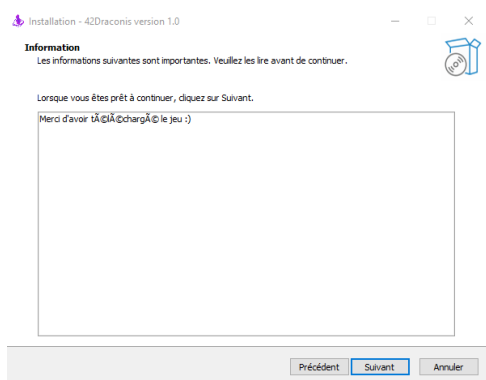 Installation - 42Draconis version 1.0
Information
Les informations suivantes sont importantes. Veuillez les lire avant de continuer.
Lorsque vous êtes prêt à continuer, cliquez sur Suivant.
Merci d'avoir tÃ©lÃ©chargÃ© le jeu :)
Précédent
Suivant
Annuler